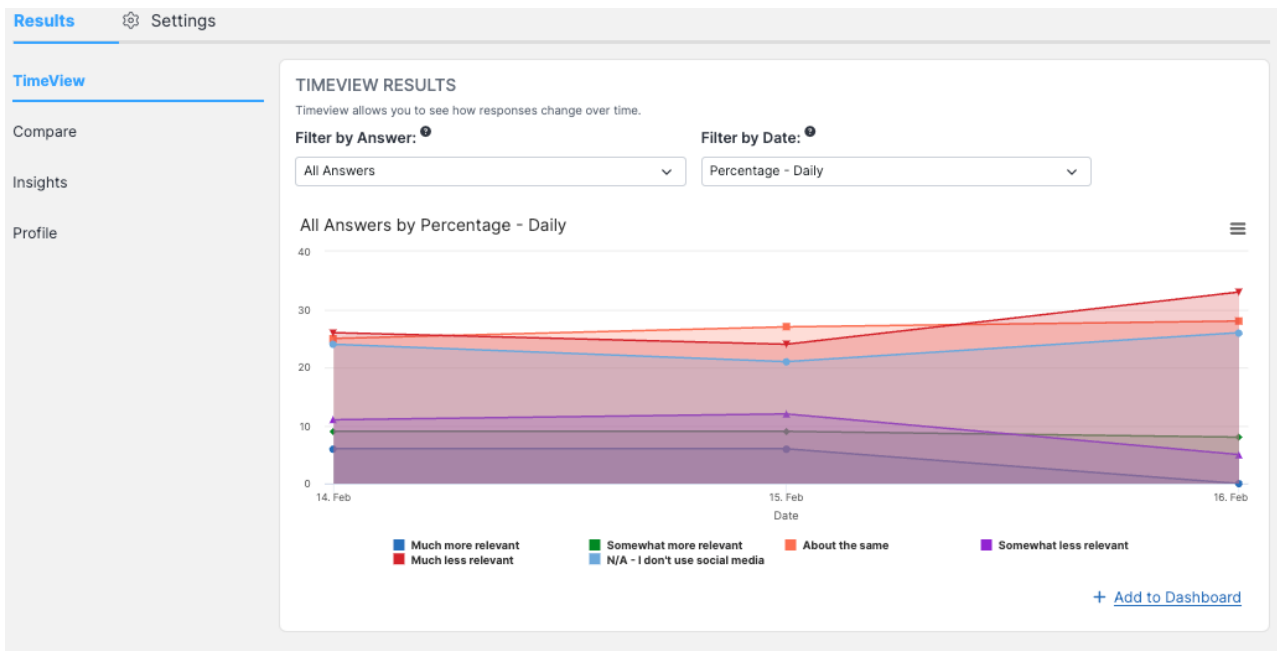 Results Settings
TimeView
Compare
Insights
Profile
TIMEVIEW RESULTS
Timeview allows you to see how responses change over time.
Filter by Answer: ?
All Answers
Filter by Date: ?
Percentage - Daily
All Answers by Percentage - Daily
40
30
20
10
0
14. Feb 15. Feb 16. Feb
Date
Much more relevant Somewhat more relevant About the same Somewhat less relevant
Much less relevant N/A - I don't use social media
+ Add to Dashboard